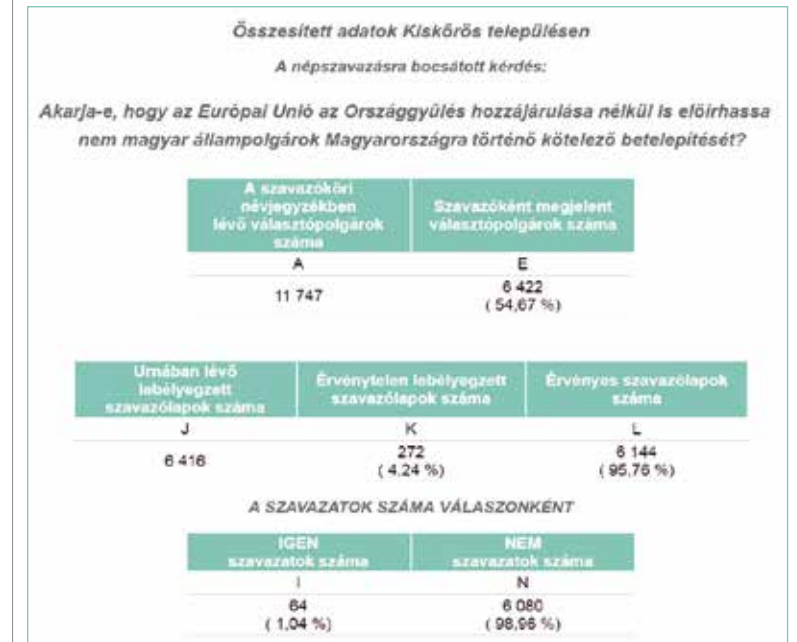 Összesített adatok Kiskőrös településen
A népszavazásra bocsátott kérdés:
Akarja-e, hogy az Európai Unió az Országgyűlés hozzájárulása nélkül is előírhassa
nem magyar állampolgárok Magyarországra történő kötelező betelepítését?
A szavazóköri
névjegyzékben
lévő választópolgárok
száma
Szavazóként megjelent
választópolgárok száma
A
E
11 747
6 422
( 54,67 %)
Urnában lévő
lebélyegzett
szavazólapok száma
Érvénytelen lebélyegzett
szavazólapok száma
Érvényes szavazólapok
száma
J
K
L
6 416
272
( 4,24 %)
6 144
( 95,76 %)
A SZAVAZATOK SZÁMA VÁLASZONKÉNT
IGEN
szavazatok száma
NEM
szavazatok száma
I
N
64
( 1,04 %)
6 080
( 98,96 %)